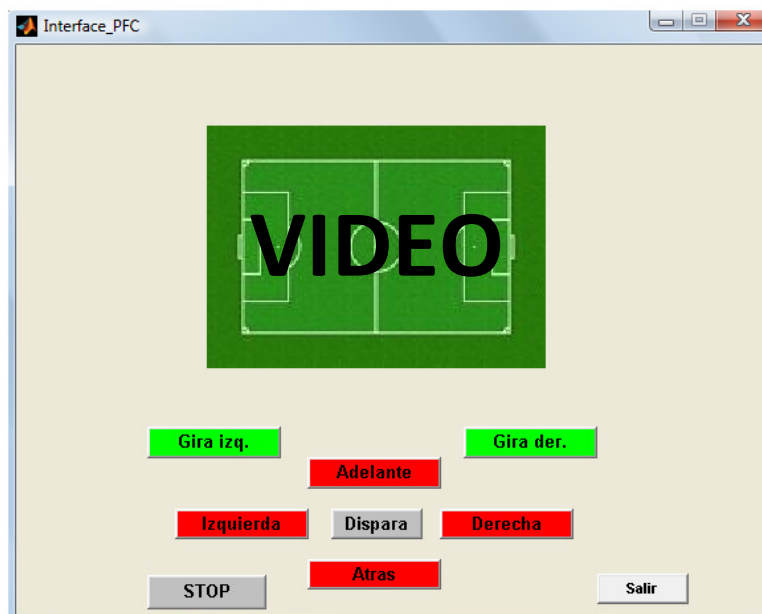 Interface_PFC
VIDEO
Gira izq.
Gira der.
Adelante
Izquierda
Dispara
Derecha
Atras
STOP
Salir